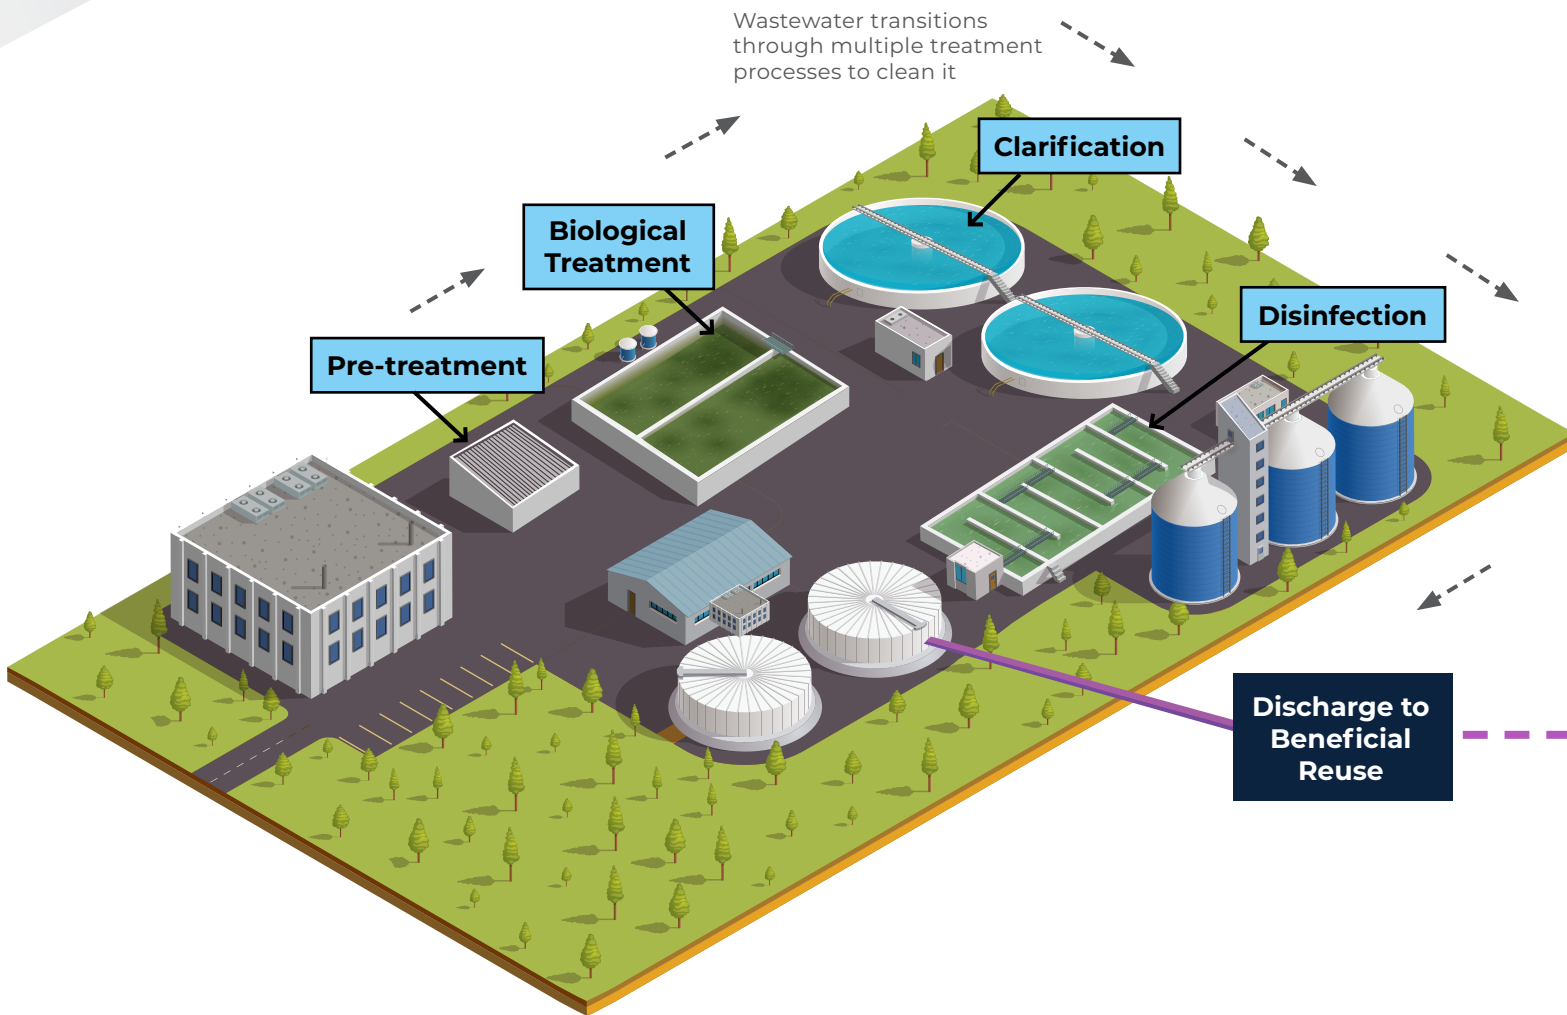 Wastewater transitions
through multiple treatment
processes to clean it
Clarification
Biological
Treatment
Disinfection
Pre-treatment
Discharge to
Beneficial
Reuse